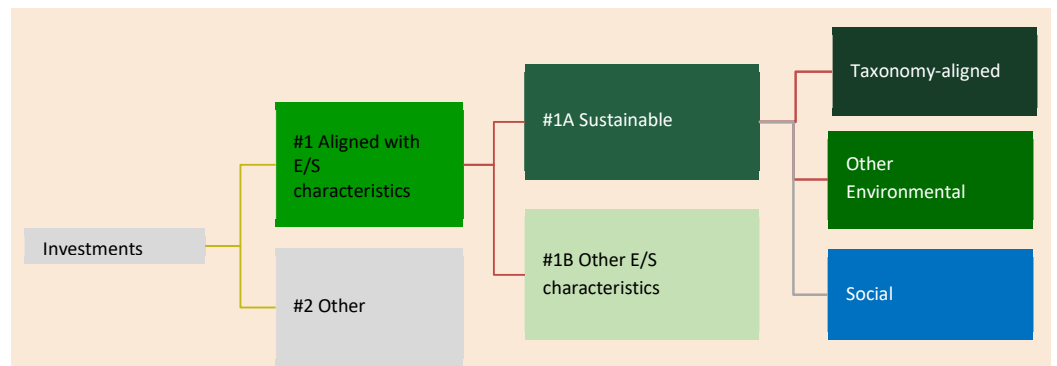 Investments
#1 Aligned with
E/S
characteristics
#2 Other
#1A Sustainable
#1B Other E/S
characteristics
Taxonomy-aligned
Other
Environmental
Social